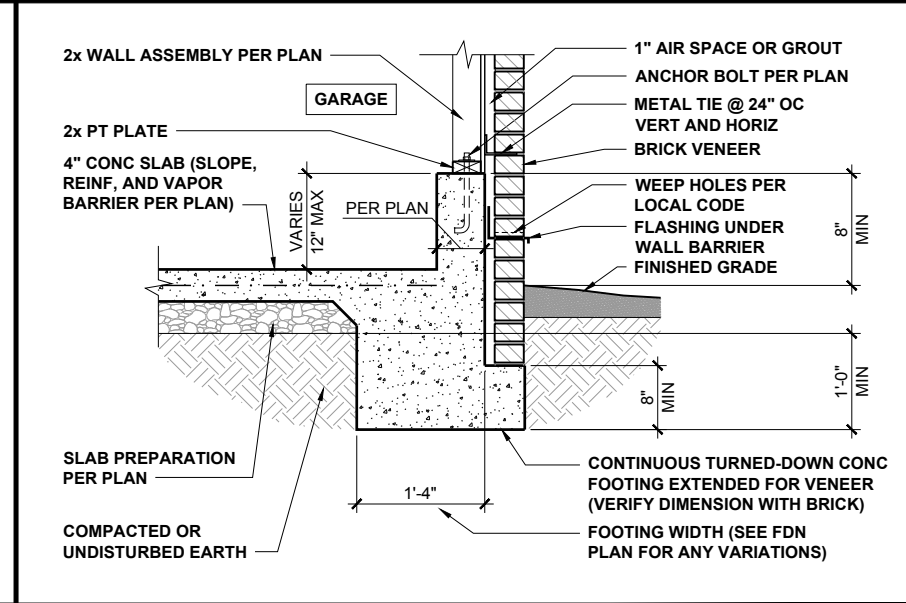 2x WALL ASSEMBLY PER PLAN
GARAGE
2x PT PLATE
4" CONC SLAB (SLOPE,
REINF, AND VAPOR
BARRIER PER PLAN)
VARIES
12" MAX
PER PLAN
1" AIR SPACE OR GROUT
ANCHOR BOLT PER PLAN
METAL TIE @ 24" OC
VERT AND HORIZ
BRICK VENEER
WEEP HOLES PER
LOCAL CODE
FLASHING UNDER
WALL BARRIER
FINISHED GRADE
8"
MIN
1'-0"
MIN
8"
MIN
SLAB PREPARATION
PER PLAN
COMPACTED OR
UNDISTURBED EARTH
1'-4"
CONTINUOUS TURNED-DOWN CONC
FOOTING EXTENDED FOR VENEER
(VERIFY DIMENSION WITH BRICK)
FOOTING WIDTH (SEE FDN
PLAN FOR ANY VARIATIONS)